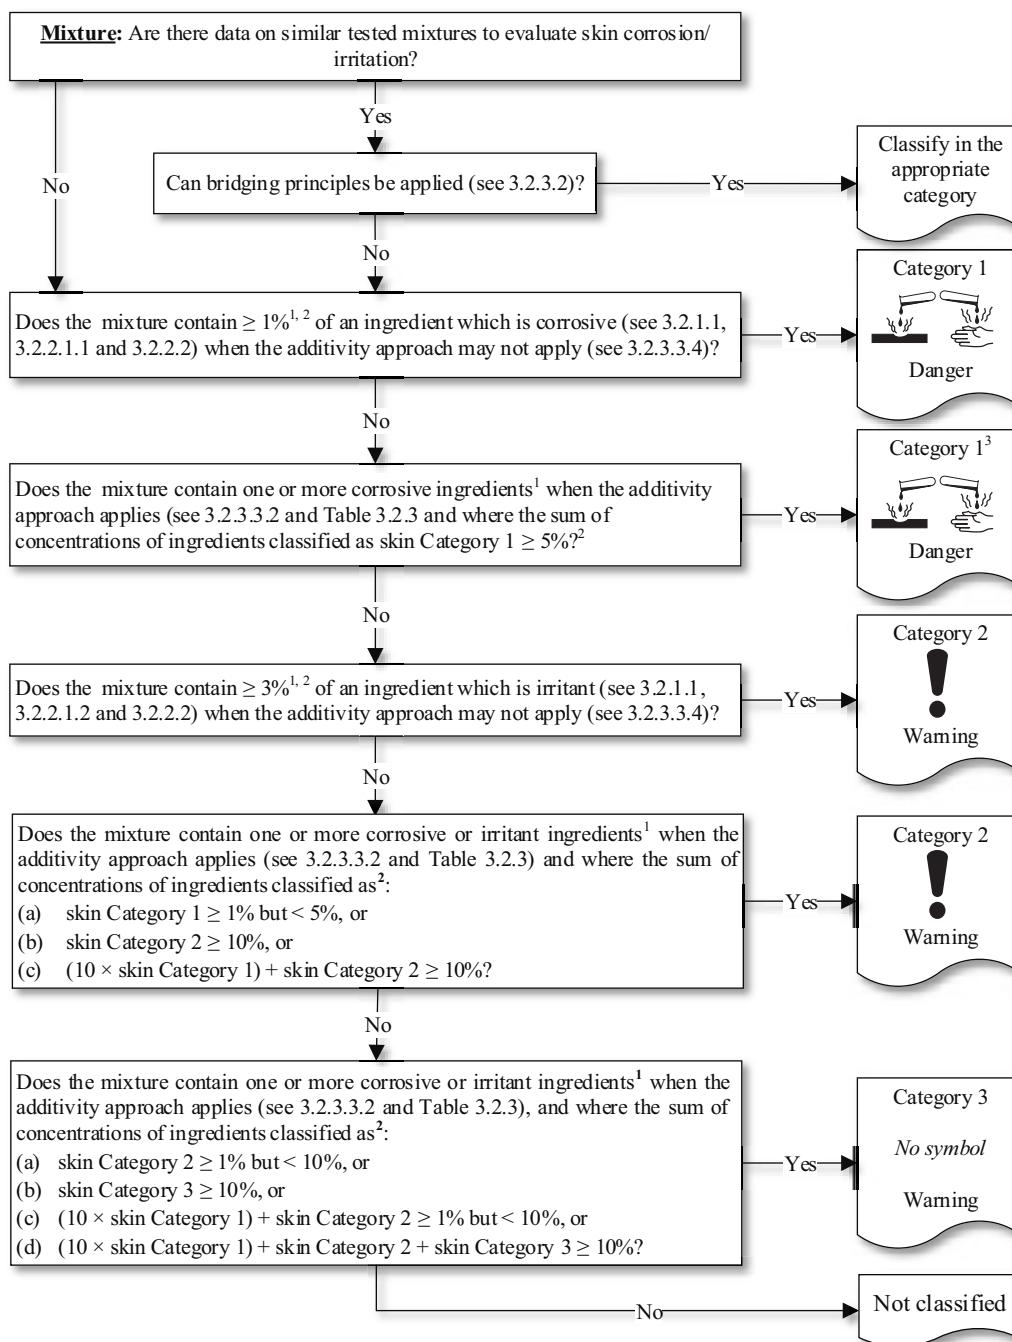 Mixture: Are there data on similar tested mixtures to evaluate skin corrosion/
irritation?
Yes
No
Can bridging principles be applied (see 3.2.3.2)?
Yes
Classify in the
appropriate
category
No
Does the mixture contain ≥ 1%¹, ² of an ingredient which is corrosive (see 3.2.1.1,
3.2.2.1.1 and 3.2.2.2) when the additivity approach may not apply (see 3.2.3.3.4)?
Yes
Category 1
Danger
No
Does the mixture contain one or more corrosive ingredients¹ when the additivity
approach applies (see 3.2.3.3.2 and Table 3.2.3 and where the sum of
concentrations of ingredients classified as skin Category 1 ≥ 5%?²
Yes
Category 1³
Danger
No
Does the mixture contain ≥ 3%¹, ² of an ingredient which is irritant (see 3.2.1.1,
3.2.2.1.2 and 3.2.2.2) when the additivity approach may not apply (see 3.2.3.3.4)?
Yes
Category 2
Warning
No
Does the mixture contain one or more corrosive or irritant ingredients¹ when the
additivity approach applies (see 3.2.3.3.2 and Table 3.2.3) and where the sum of
concentrations of ingredients classified as²:
(a) skin Category 1 ≥ 1% but < 5%, or
(b) skin Category 2 ≥ 10%, or
(c) (10 × skin Category 1) + skin Category 2 ≥ 10%?
Yes
Category 2
Warning
No
Does the mixture contain one or more corrosive or irritant ingredients¹ when the
additivity approach applies (see 3.2.3.3.2 and Table 3.2.3), and where the sum of
concentrations of ingredients classified as²:
(a) skin Category 2 ≥ 1% but < 10%, or
(b) skin Category 3 ≥ 10%, or
(c) (10 × skin Category 1) + skin Category 2 ≥ 1% but < 10%, or
(d) (10 × skin Category 1) + skin Category 2 + skin Category 3 ≥ 10%?
Yes
Category 3
No symbol
Warning
No
Not classified